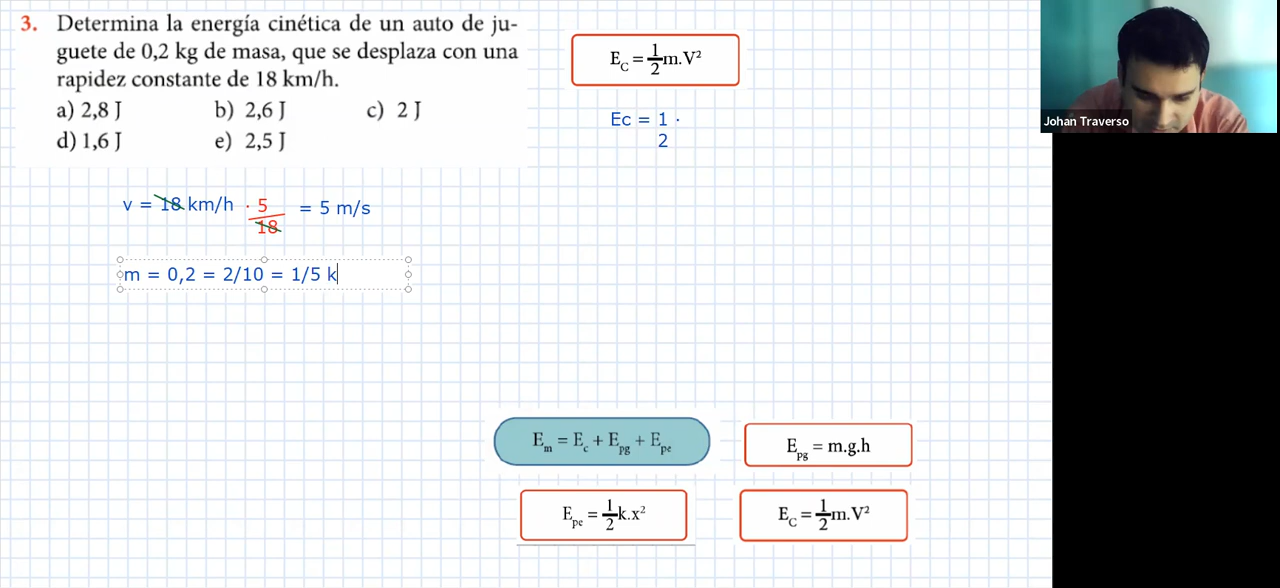 3. Determina la energía cinética de un auto de ju-
guete de 0,2 kg de masa, que se desplaza con una
rapidez constante de 18 km/h.
a) 2,8 J b) 2,6 J c) 2 J
d) 1,6 J e) 2,5 J
E_C = 1/2 m.V²
Ec = 1 ·
2
v = 18 km/h · 5/18 = 5 m/s
m = 0,2 = 2/10 = 1/5 k
E_m = E_c + E_pg + E_pe
E_pg = m.g.h
E_pe = 1/2 k.x²
E_C = 1/2 m.V²
Johan Traverso